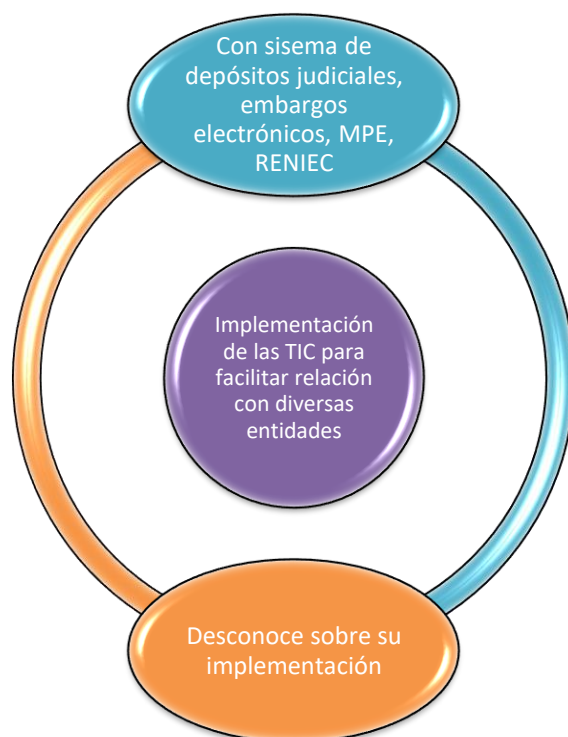 Con sisema de
depósitos judiciales,
embargos
electrónicos, MPE,
RENIEC
Implementación
de las TIC para
facilitar relación
con diversas
entidades
Desconoce sobre su
implementación